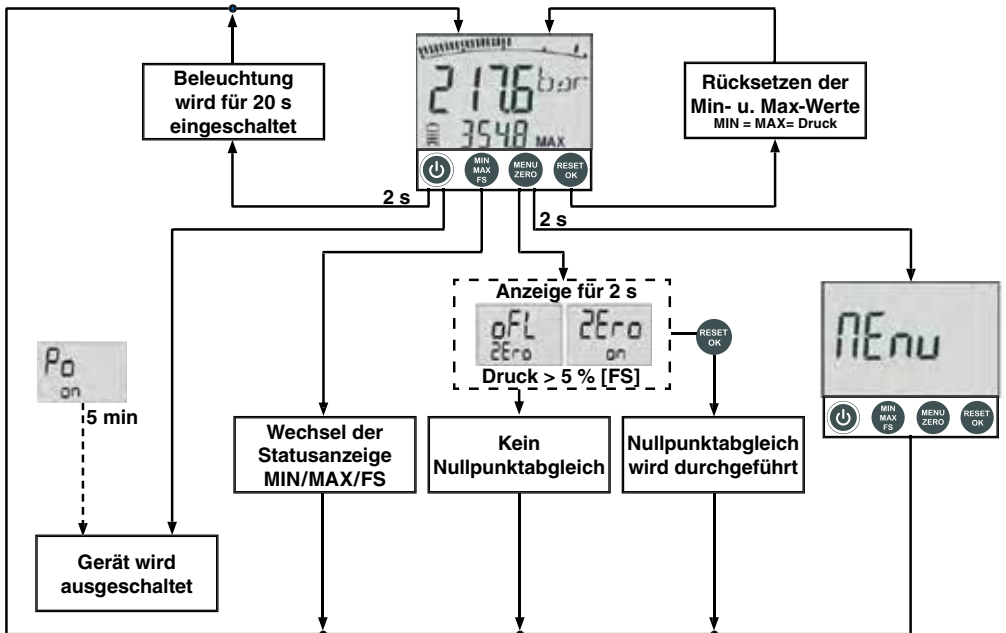 Beleuchtung
wird für 20 s
eingeschaltet
217.6 bar
354.8 MAX
MIN
MAX
FS
MENU
ZERO
RESET
OK
Rücksetzen der
Min- u. Max-Werte
MIN = MAX= Druck
2 s
2 s
Anzeige für 2 s
oFL
2Ero
2Ero
on
Druck > 5 % [FS]
RESET
OK
MEnu
MIN
MAX
FS
MENU
ZERO
RESET
OK
Po
on
5 min
Wechsel der
Statusanzeige
MIN/MAX/FS
Kein
Nullpunktabgleich
Nullpunktabgleich
wird durchgeführt
Gerät wird
ausgeschaltet